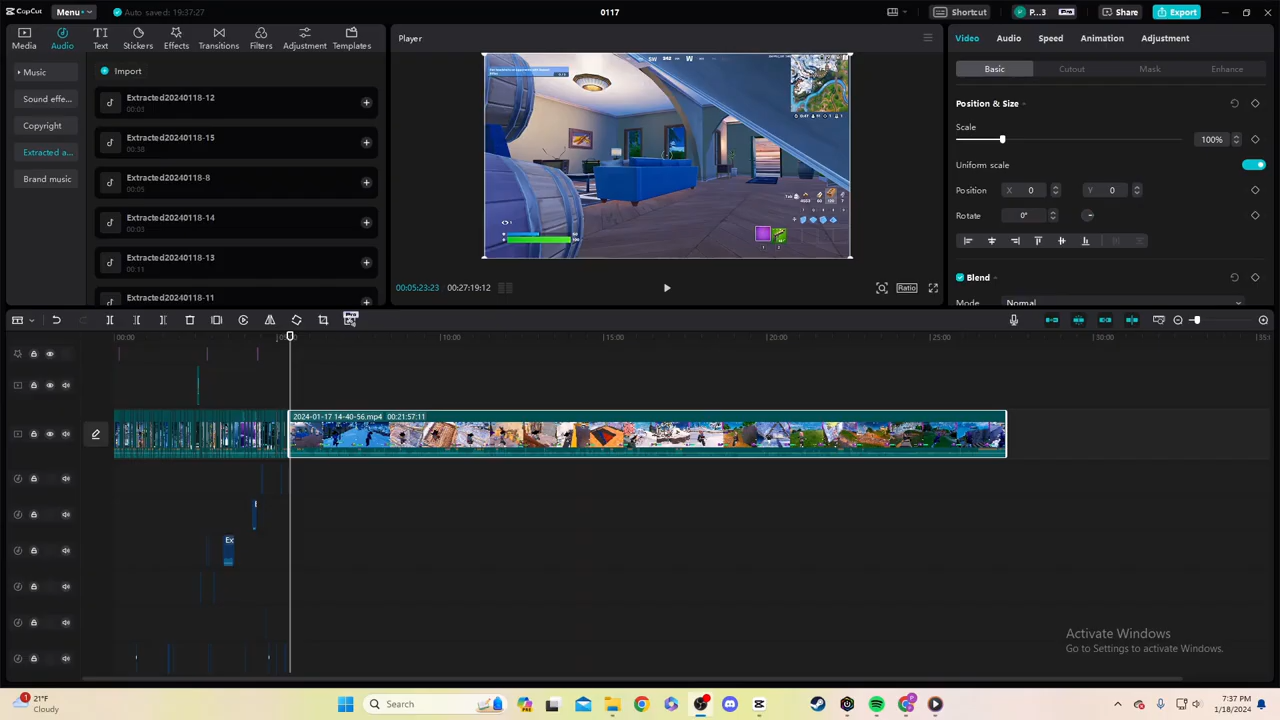 CapCut
Menu
Auto saved: 19:37:27
0117
Shortcut
P...3
Pro
Share
Export
Media
Audio
Text
Stickers
Effects
Transitions
Filters
Adjustment
Templates
Music
Sound effe...
Copyright
Extracted a...
Brand music
Import
Extracted20240118-12
00:03
Extracted20240118-15
00:38
Extracted20240118-8
00:05
Extracted20240118-14
00:03
Extracted20240118-13
00:11
Extracted20240118-11
Player
SW
242
W
00:05:23:23
00:27:19:12
Ratio
Video
Audio
Speed
Animation
Adjustment
Basic
Cutout
Mask
Enhance
Position & Size
Scale
100%
Uniform scale
Position
X
0
Y
0
Rotate
0°
Blend
Mode
Normal
00:00
10:00
15:00
20:00
25:00
30:00
2024-01-17 14-40-56.mp4 00:21:57:11
Ex
Activate Windows
Go to Settings to activate Windows.
1
21°F
Cloudy
Search
7:37 PM
1/18/2024